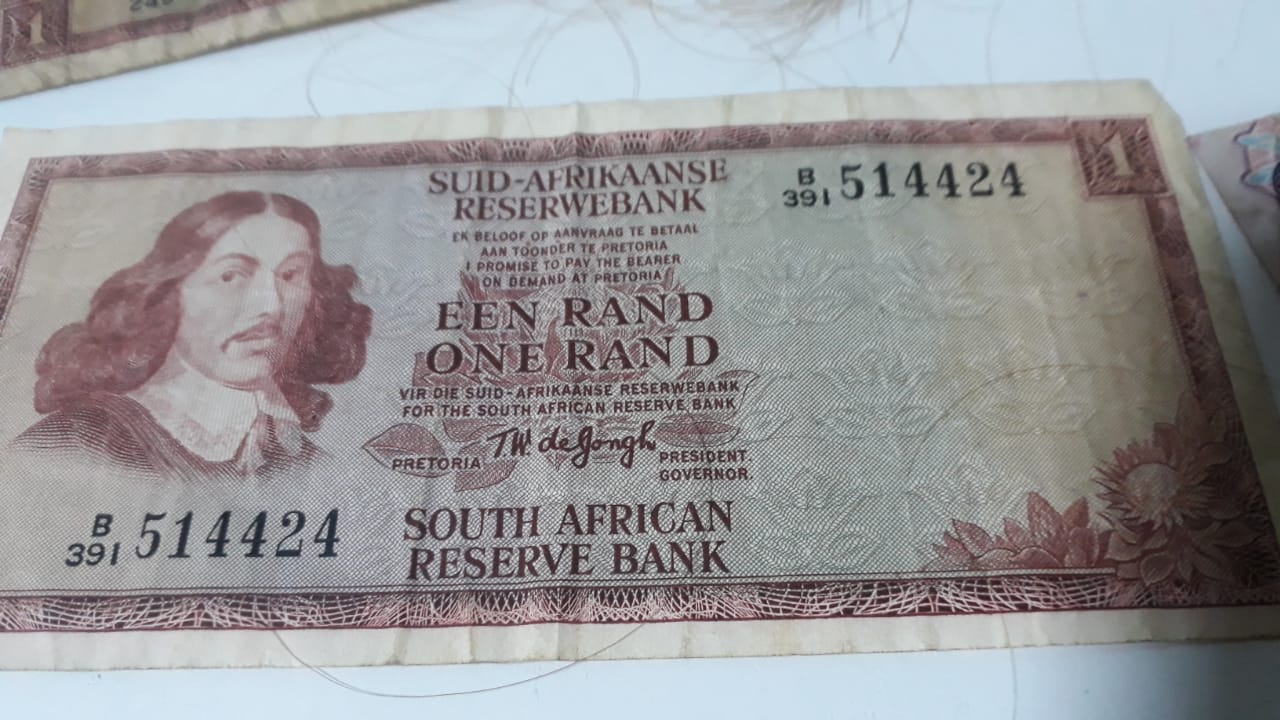 1
245
SUID-AFRIKAANSE
RESERWEBANK
B
391 514424
1
EK BELOOF OP AANVRAAG TE BETAAL
AAN TOONDER TE PRETORIA
I PROMISE TO PAY THE BEARER
ON DEMAND AT PRETORIA
EEN RAND
ONE RAND
VIR DIE SUID-AFRIKAANSE RESERWEBANK
FOR THE SOUTH AFRICAN RESERVE BANK
T.W. de Jongh
PRETORIA
PRESIDENT.
GOVERNOR.
B
391 514424
SOUTH AFRICAN
RESERVE BANK